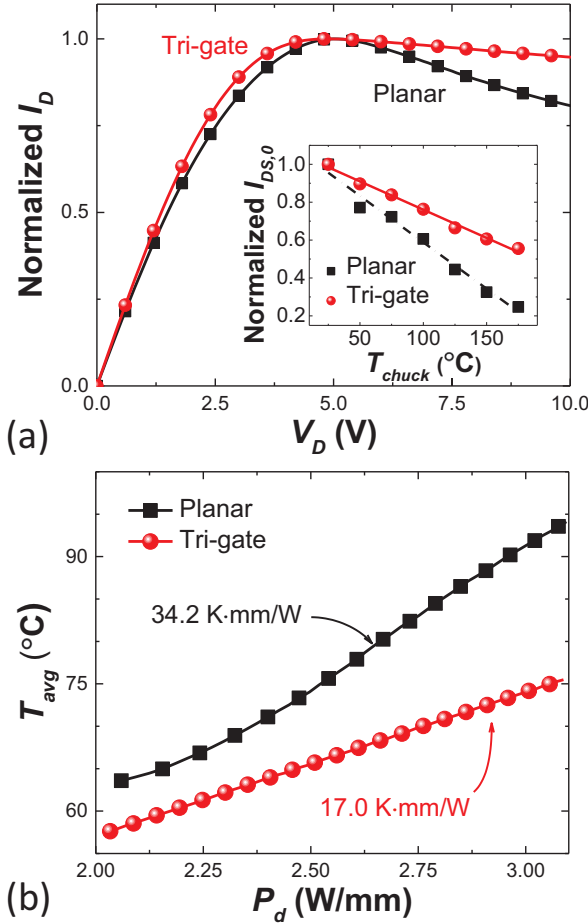 Normalized I_D
1.0
0.5
0.0
Tri-gate
Planar
Normalized I_DS,0
1.0
0.8
0.6
0.4
0.2
Planar
Tri-gate
50 100 150
T_chuck (°C)
0.0 2.5 5.0 7.5 10.0
V_D (V)
(a)
Planar
Tri-gate
T_avg (°C)
90
75
60
34.2 K·mm/W
17.0 K·mm/W
2.00 2.25 2.50 2.75 3.00
P_d (W/mm)
(b)